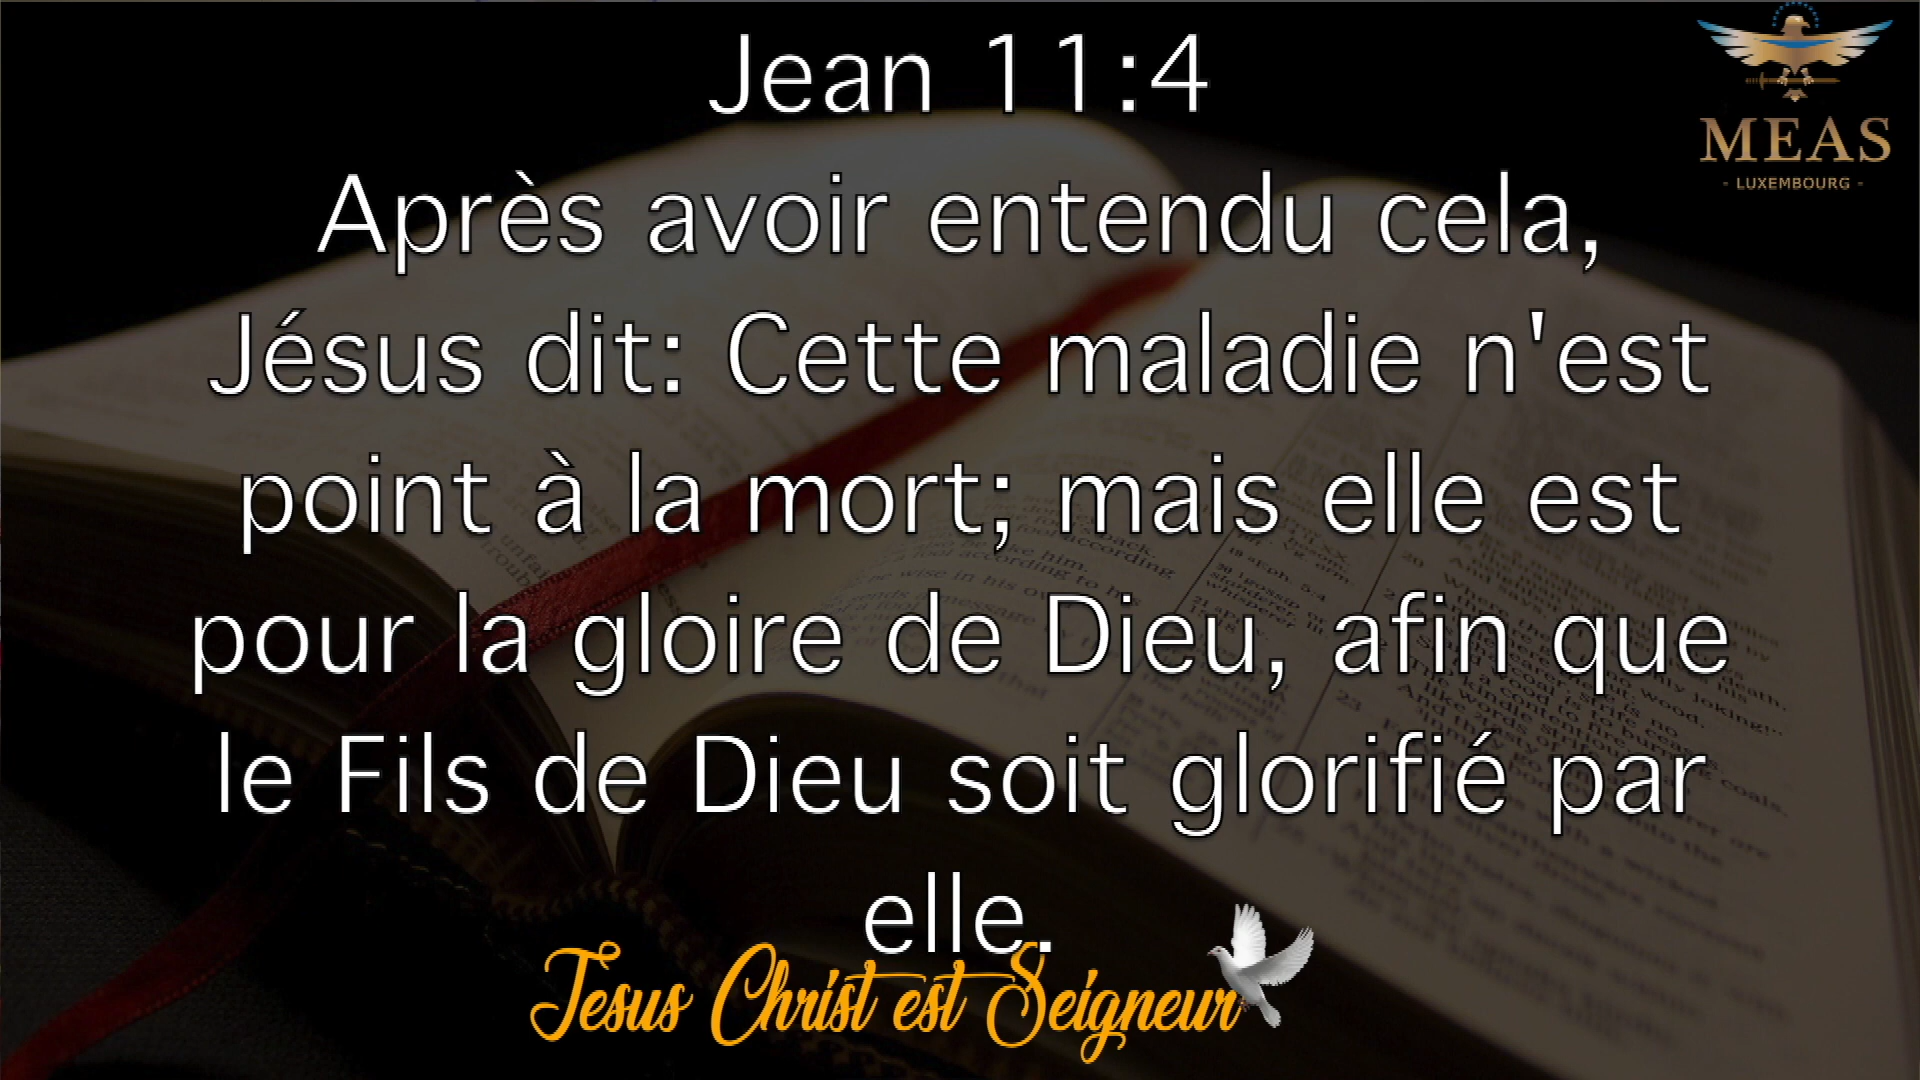 Jean 11:4
MEAS
- LUXEMBOURG -
Après avoir entendu cela,
Jésus dit: Cette maladie n'est
point à la mort; mais elle est
pour la gloire de Dieu, afin que
le Fils de Dieu soit glorifié par
elle.
Jesus Christ est Seigneur